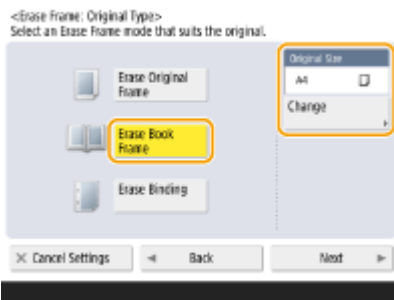 <Erase Frame: Original Type>
Select an Erase Frame mode that suits the original.
Original Size
Erase Original
Frame
A4
Change
Erase Book
Frame
Erase Binding
× Cancel Settings
Back
Next